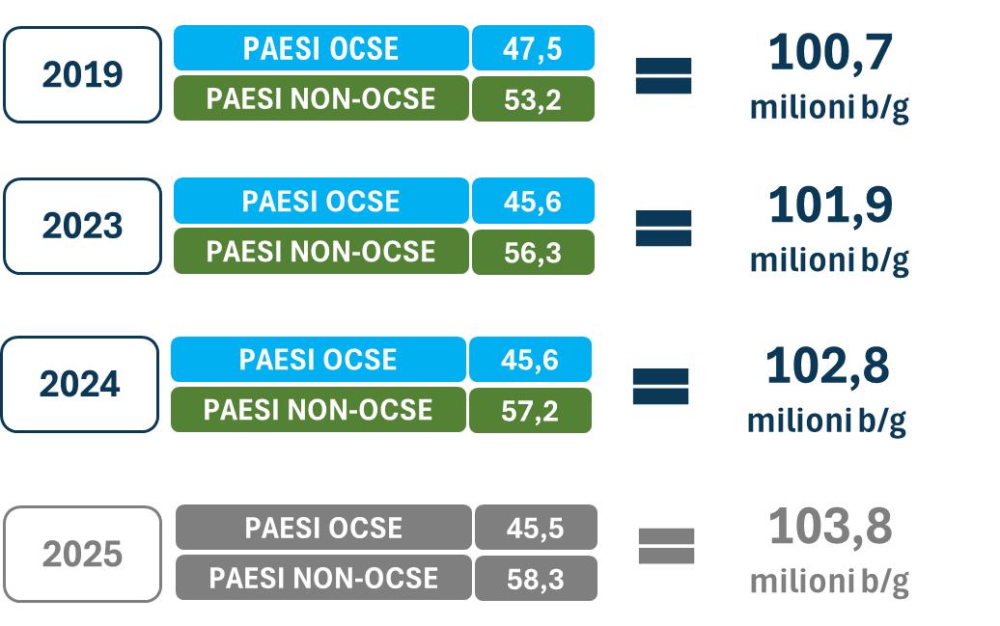 2019
PAESI OCSE 47,5
PAESI NON-OCSE 53,2
= 100,7
milioni b/g
2023
PAESI OCSE 45,6
PAESI NON-OCSE 56,3
= 101,9
milioni b/g
2024
PAESI OCSE 45,6
PAESI NON-OCSE 57,2
= 102,8
milioni b/g
2025
PAESI OCSE 45,5
PAESI NON-OCSE 58,3
= 103,8
milioni b/g